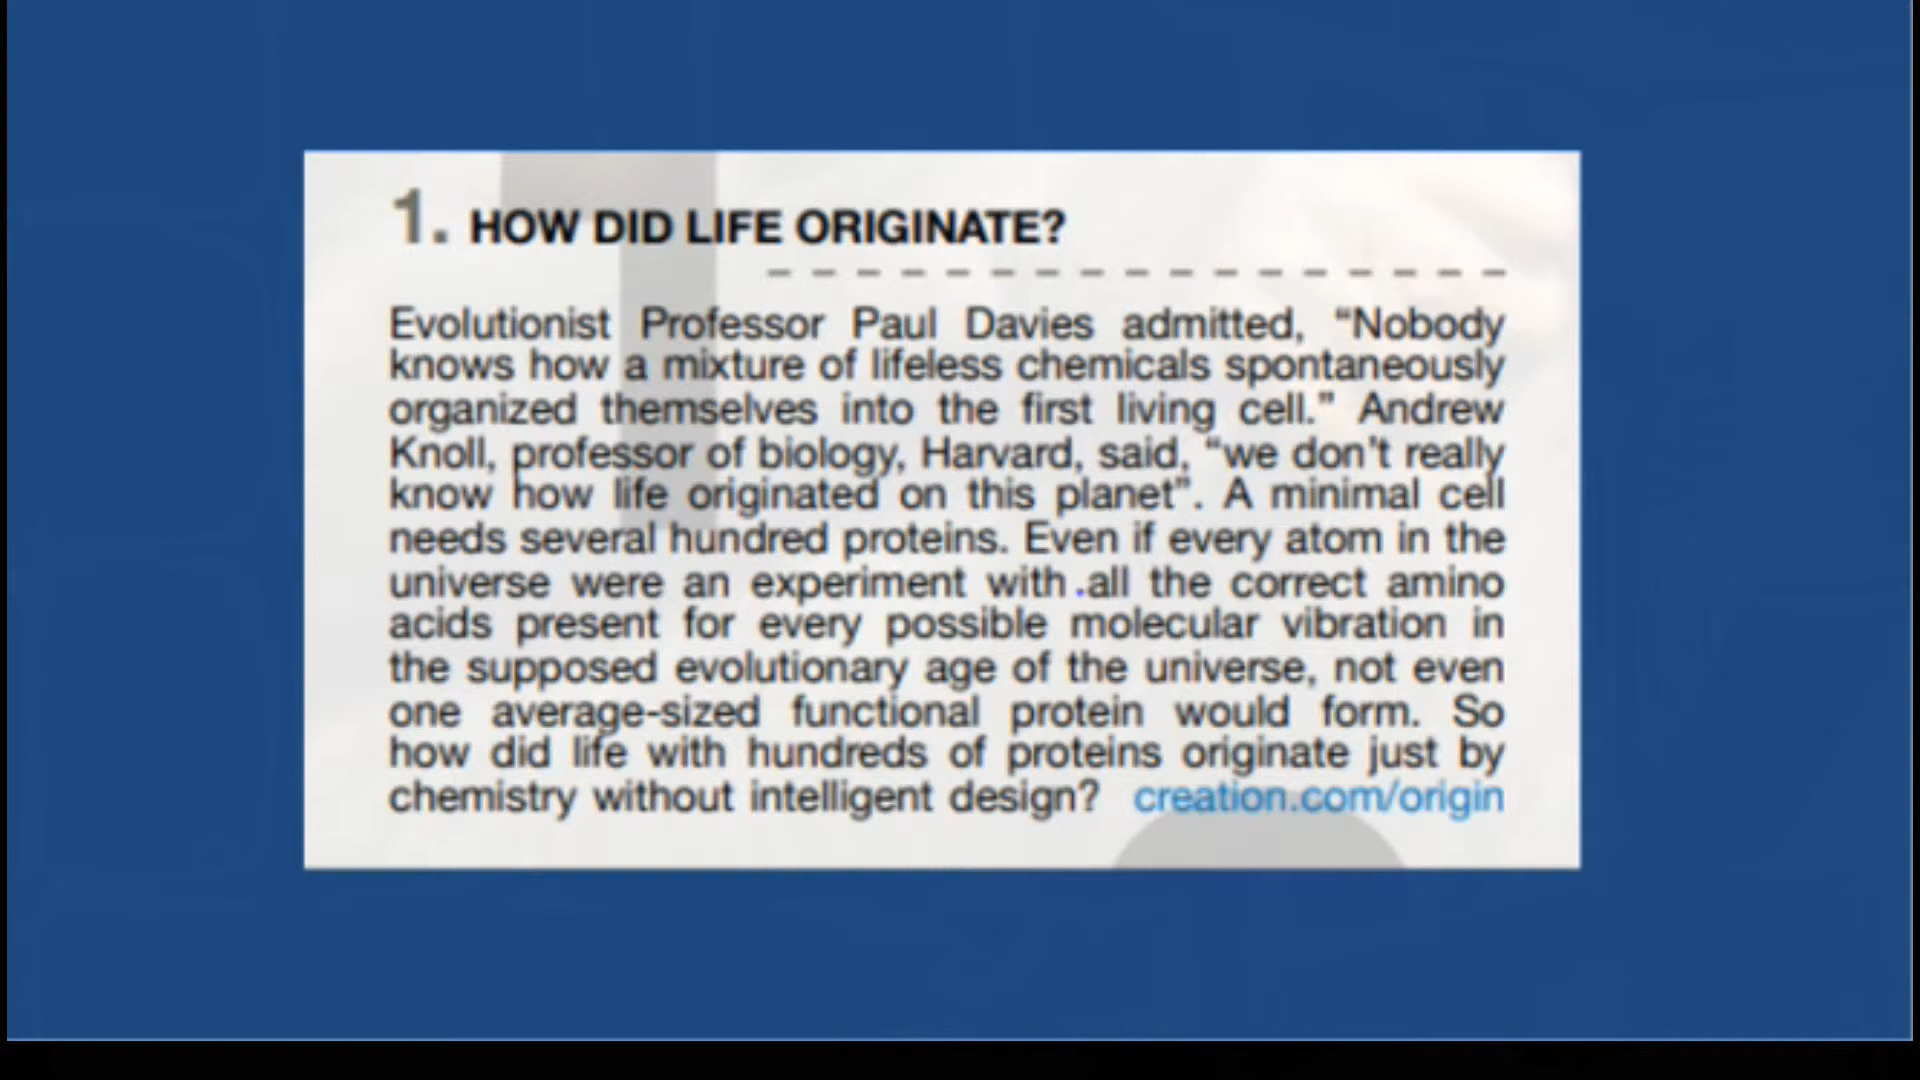 1. HOW DID LIFE ORIGINATE?
Evolutionist Professor Paul Davies admitted, “Nobody
knows how a mixture of lifeless chemicals spontaneously
organized themselves into the first living cell.” Andrew
Knoll, professor of biology, Harvard, said, “we don’t really
know how life originated on this planet”. A minimal cell
needs several hundred proteins. Even if every atom in the
universe were an experiment with all the correct amino
acids present for every possible molecular vibration in
the supposed evolutionary age of the universe, not even
one average-sized functional protein would form. So
how did life with hundreds of proteins originate just by
chemistry without intelligent design? creation.com/origin